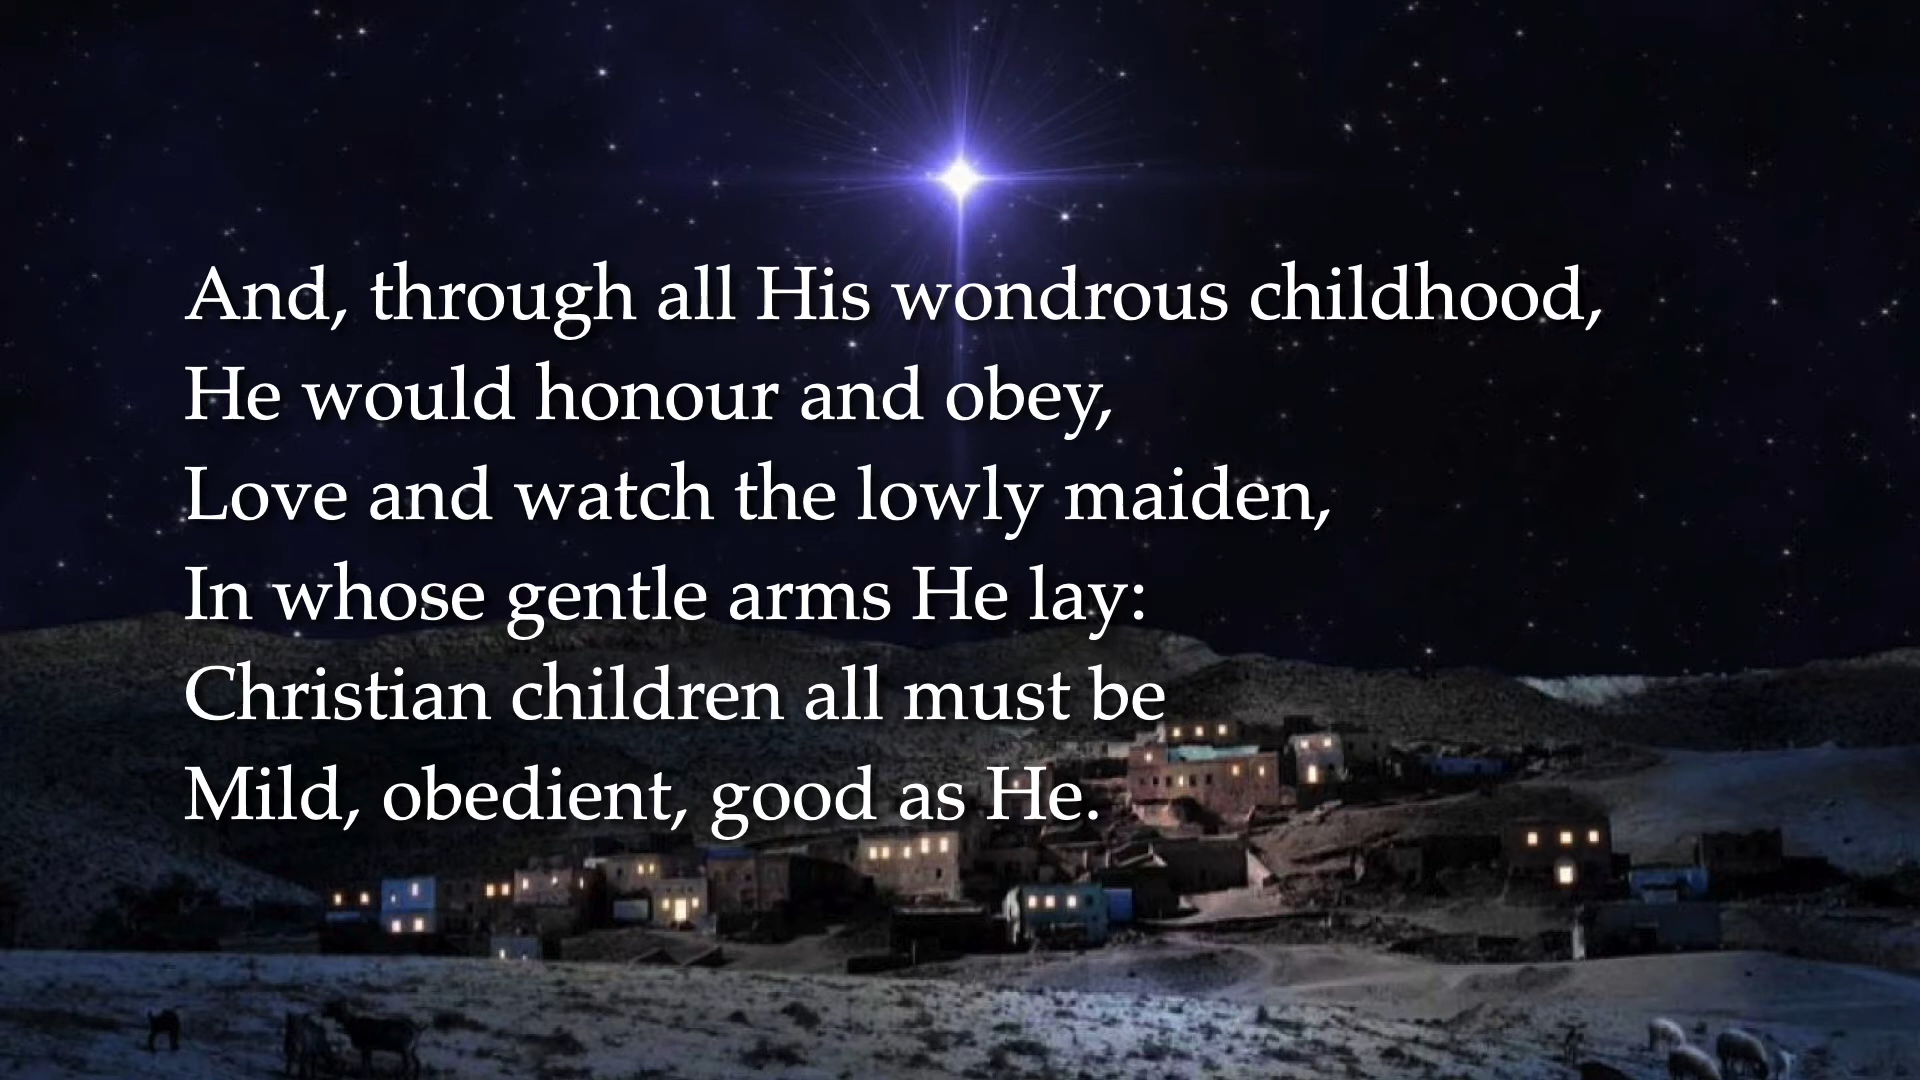 And, through all His wondrous childhood,
He would honour and obey,
Love and watch the lowly maiden,
In whose gentle arms He lay:
Christian children all must be
Mild, obedient, good as He.